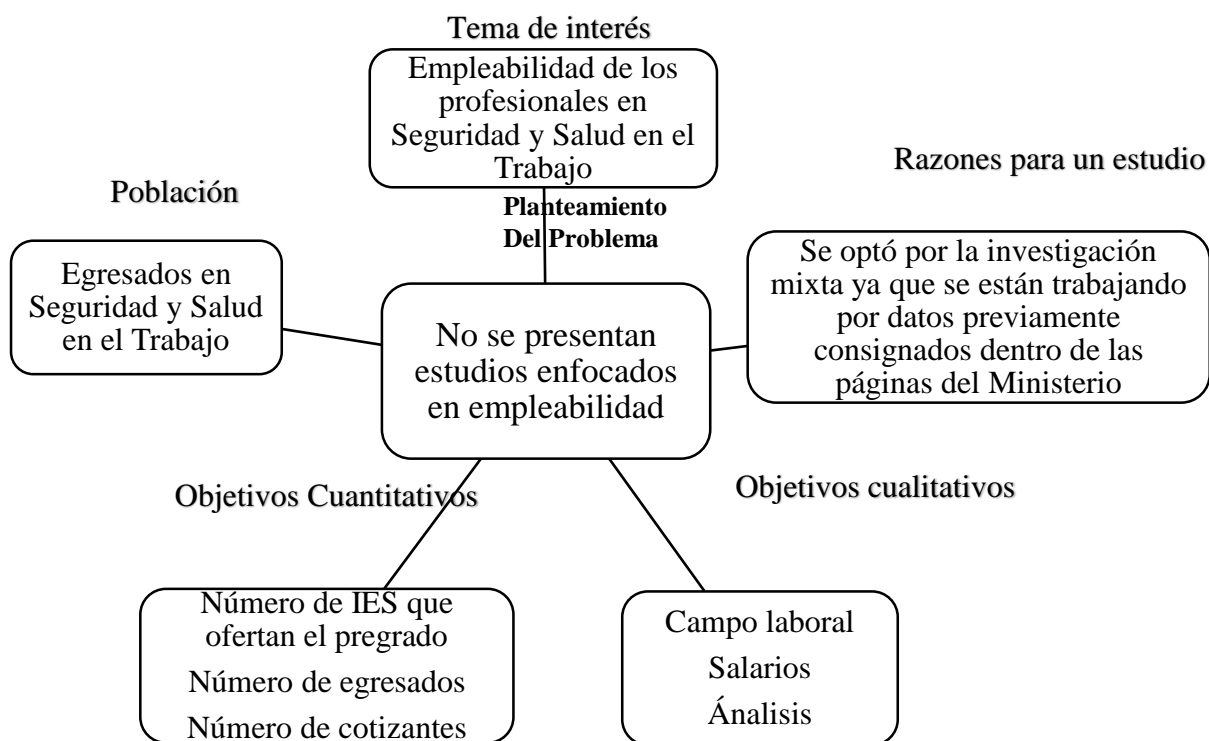 Tema de interés
Empleabilidad de los
profesionales en
Seguridad y Salud en el
Trabajo
Razones para un estudio
Población
Planteamiento
Del Problema
Egresados en
Seguridad y Salud
en el Trabajo
Se optó por la investigación
mixta ya que se están trabajando
por datos previamente
consignados dentro de las
páginas del Ministerio
No se presentan
estudios enfocados
en empleabilidad
Objetivos Cuantitativos
Objetivos cualitativos
Número de IES que
ofertan el pregrado
Número de egresados
Número de cotizantes
Campo laboral
Salarios
Ánalisis